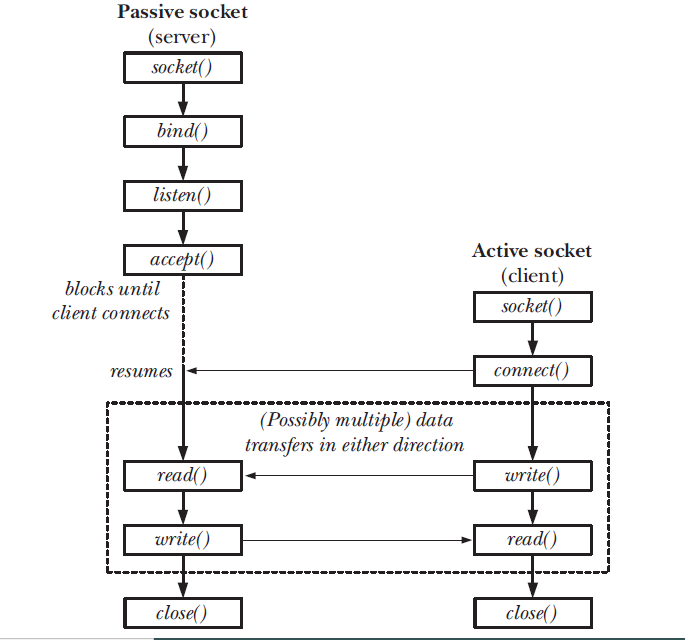 Passive socket
(server)
socket()
bind()
listen()
accept()
blocks until
client connects
resumes
Active socket
(client)
socket()
connect()
(Possibly multiple) data
transfers in either direction
read()
write()
write()
read()
close()
close()